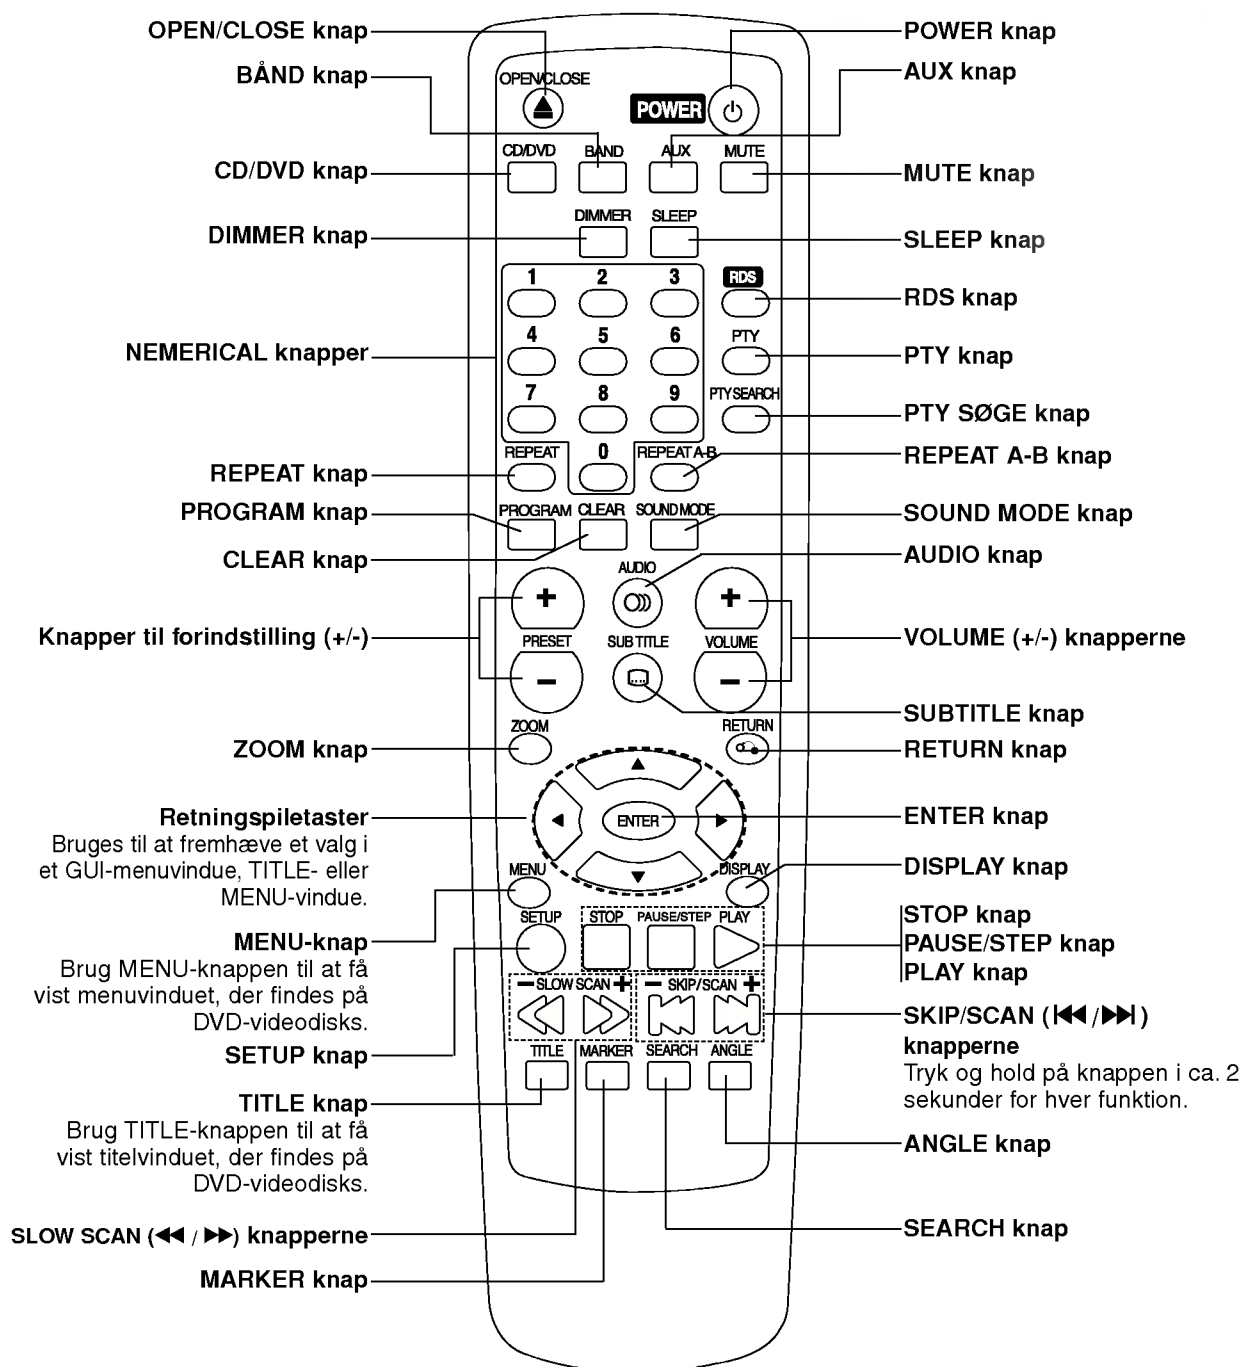 OPEN/CLOSE knap
BÅND knap
CD/DVD knap
DIMMER knap
NEMERICAL knapper
REPEAT knap
PROGRAM knap
CLEAR knap
Knapper til forindstilling (+/-)
ZOOM knap
Retningspiletaster
Bruges til at fremhæve et valg i
et GUI-menuvindue, TITLE- eller
MENU-vindue.
MENU-knap
Brug MENU-knappen til at få
vist menuvinduet, der findes på
DVD-videodisks.
SETUP knap
TITLE knap
Brug TITLE-knappen til at få
vist titelvinduet, der findes på
DVD-videodisks.
SLOW SCAN (◀◀ / ▶▶) knapperne
MARKER knap
OPEN/CLOSE
POWER
CD/DVD BAND AUX MUTE
DIMMER SLEEP
1 2 3 RDS
4 5 6 PTY
7 8 9 PTY SEARCH
REPEAT 0 REPEAT A-B
PROGRAM CLEAR SOUND MODE
AUDIO
+ +
PRESET SUB TITLE VOLUME
- -
ZOOM RETURN
▲
◀ ENTER ▶
▼
MENU DISPLAY
SETUP STOP PAUSE/STEP PLAY
- SLOW SCAN + - SKIP/SCAN +
TITLE MARKER SEARCH ANGLE
POWER knap
AUX knap
MUTE knap
SLEEP knap
RDS knap
PTY knap
PTY SØGE knap
REPEAT A-B knap
SOUND MODE knap
AUDIO knap
VOLUME (+/-) knapperne
SUBTITLE knap
RETURN knap
ENTER knap
DISPLAY knap
STOP knap
PAUSE/STEP knap
PLAY knap
SKIP/SCAN (|◀◀ / ▶▶|)
knapperne
Tryk og hold på knappen i ca. 2
sekunder for hver funktion.
ANGLE knap
SEARCH knap